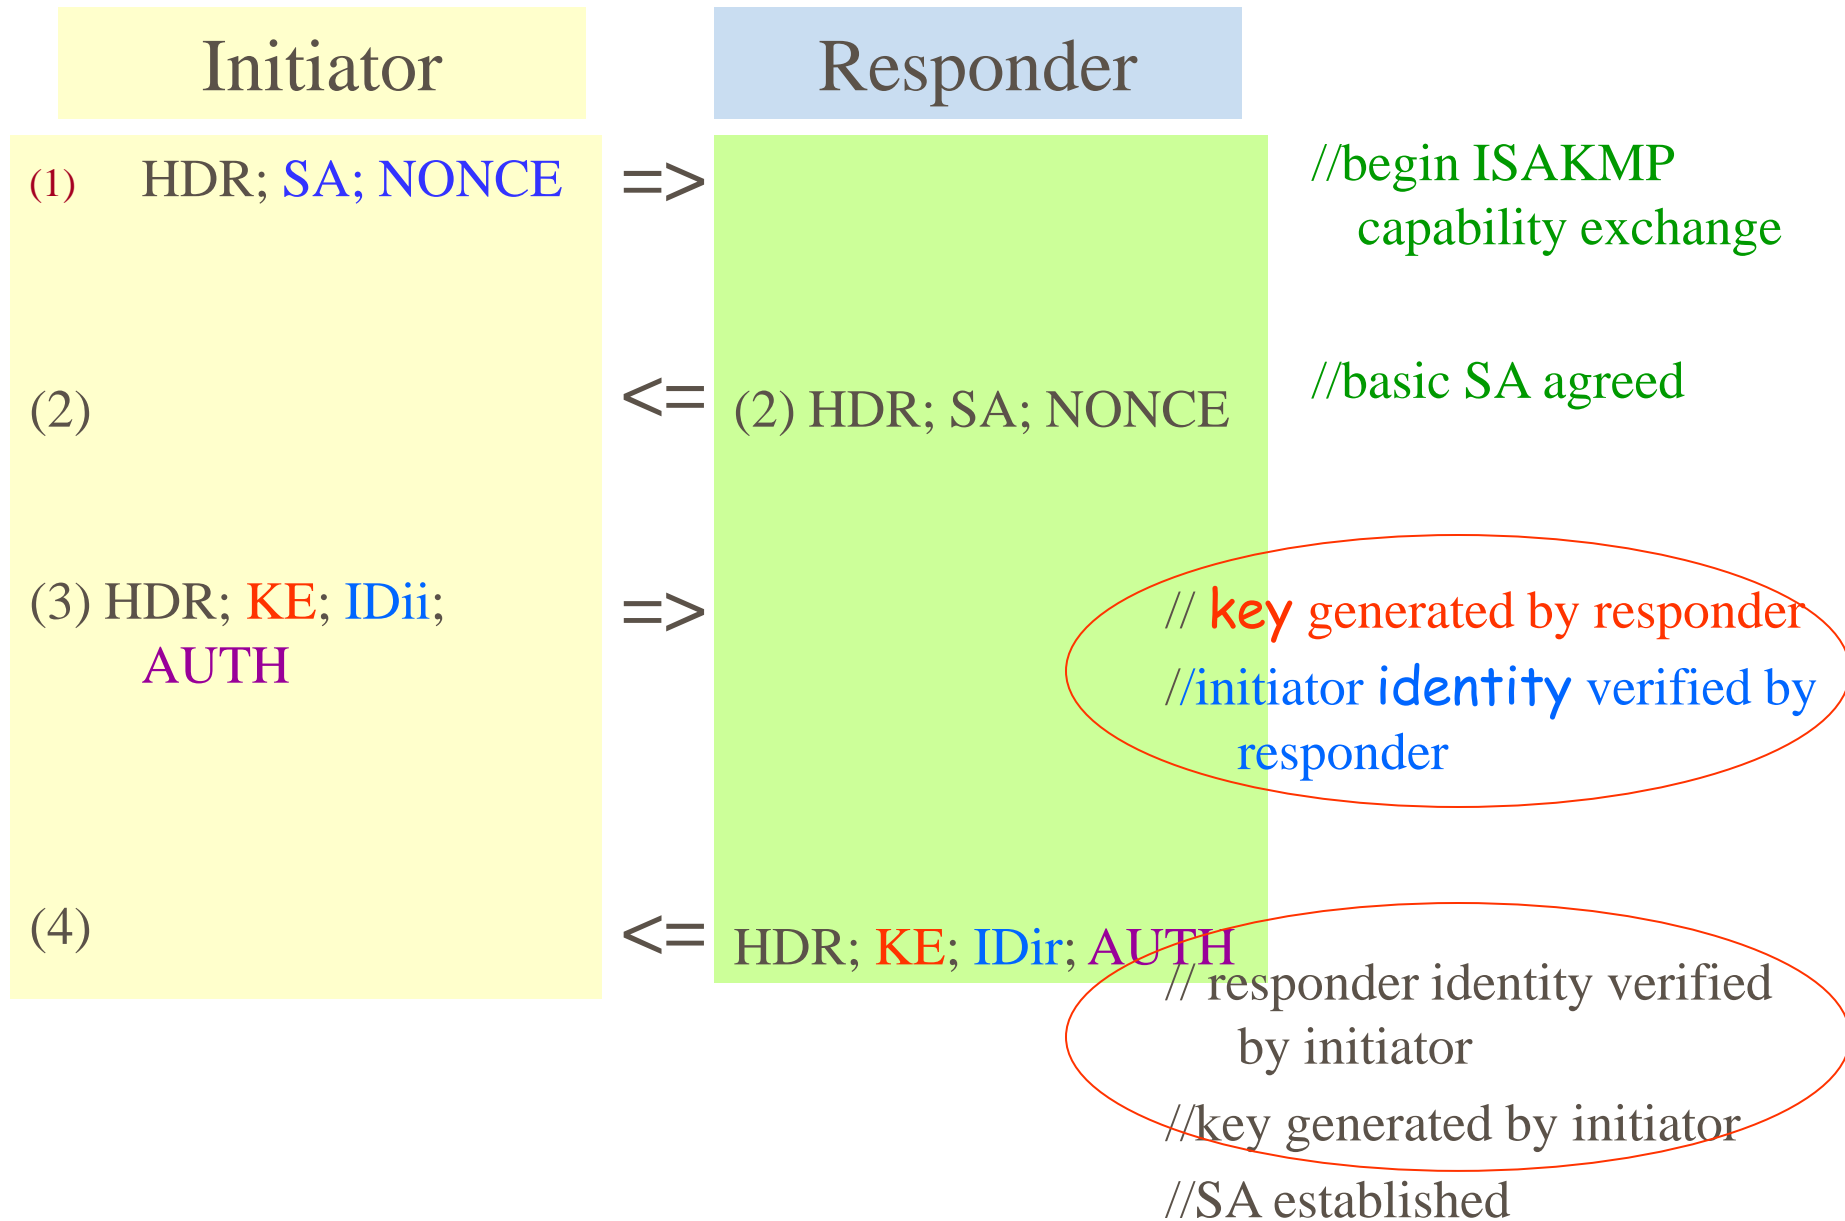 Initiator
Responder
(1) HDR; SA; NONCE =>
//begin ISAKMP
capability exchange
(2) <= (2) HDR; SA; NONCE
//basic SA agreed
(3) HDR; KE; IDii; =>
AUTH
// key generated by responder
//initiator identity verified by
responder
(4) <= HDR; KE; IDir; AUTH
// responder identity verified
by initiator
//key generated by initiator
//SA established